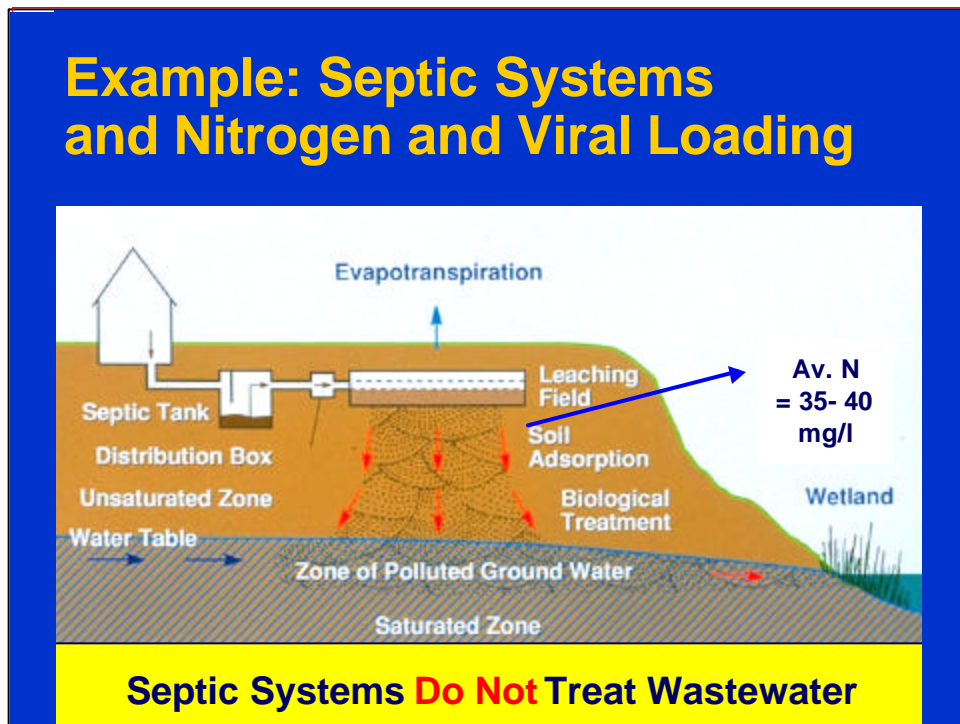 Example: Septic Systems
and Nitrogen and Viral Loading
Evapotranspiration
Leaching
Field
Septic Tank
Soil
Adsorption
Distribution Box
Unsaturated Zone
Biological
Treatment
Water Table
Zone of Polluted Ground Water
Saturated Zone
Av. N
= 35- 40
mg/l
Wetland
Septic Systems Do Not Treat Wastewater